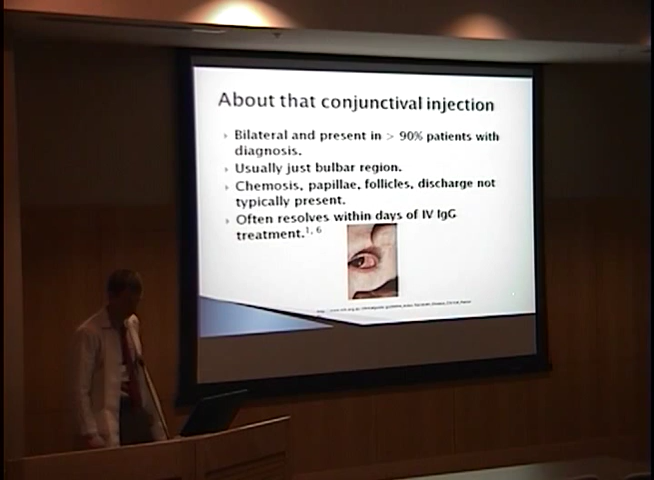 About that conjunctival injection
Bilateral and present in > 90% patients with
diagnosis.
Usually just bulbar region.
Chemosis, papillae, follicles, discharge not
typically present.
Often resolves within days of IV IgG
treatment.1, 6